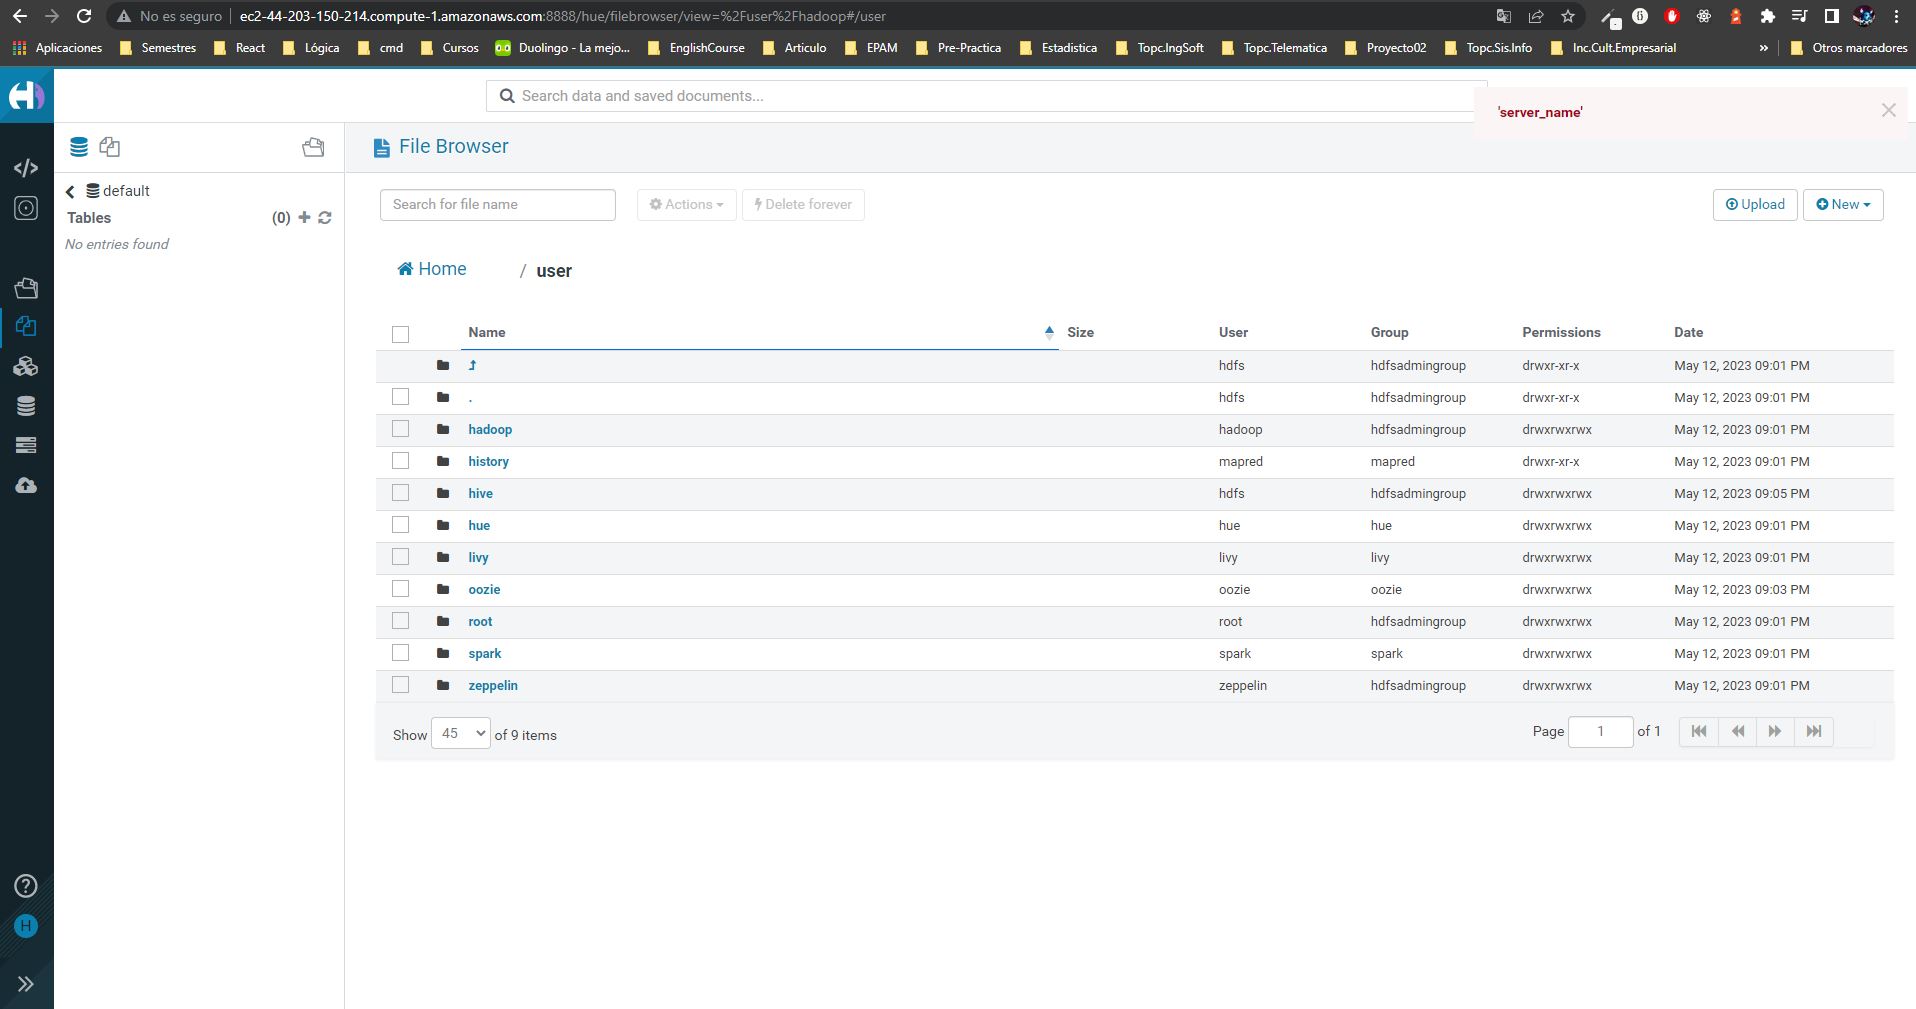 No es seguro ec2-44-203-150-214.compute-1.amazonaws.com:8888/hue/filebrowser/view=%2Fuser%2Fhadoop#/user
Aplicaciones Semestres React Lógica cmd Cursos Duolingo - La mejo... EnglishCourse Articulo EPAM Pre-Practica Estadistica Topc.IngSoft Topc.Telematica Proyecto02 Topc.Sis.Info Inc.Cult.Empresarial » Otros marcadores
Search data and saved documents...
'server_name'
File Browser
default
Tables (0)
No entries found
Search for file name Actions Delete forever Upload New
Home / user
Name Size User Group Permissions Date
hdfs hdfsadmingroup drwxr-xr-x May 12, 2023 09:01 PM
. hdfs hdfsadmingroup drwxr-xr-x May 12, 2023 09:01 PM
hadoop hadoop hdfsadmingroup drwxrwxrwx May 12, 2023 09:01 PM
history mapred mapred drwxr-xr-x May 12, 2023 09:01 PM
hive hdfs hdfsadmingroup drwxrwxrwx May 12, 2023 09:05 PM
hue hue hue drwxrwxrwx May 12, 2023 09:01 PM
livy livy livy drwxrwxrwx May 12, 2023 09:01 PM
oozie oozie oozie drwxrwxrwx May 12, 2023 09:03 PM
root root hdfsadmingroup drwxrwxrwx May 12, 2023 09:01 PM
spark spark spark drwxrwxrwx May 12, 2023 09:01 PM
zeppelin zeppelin hdfsadmingroup drwxrwxrwx May 12, 2023 09:01 PM
Show 45 of 9 items Page 1 of 1
H